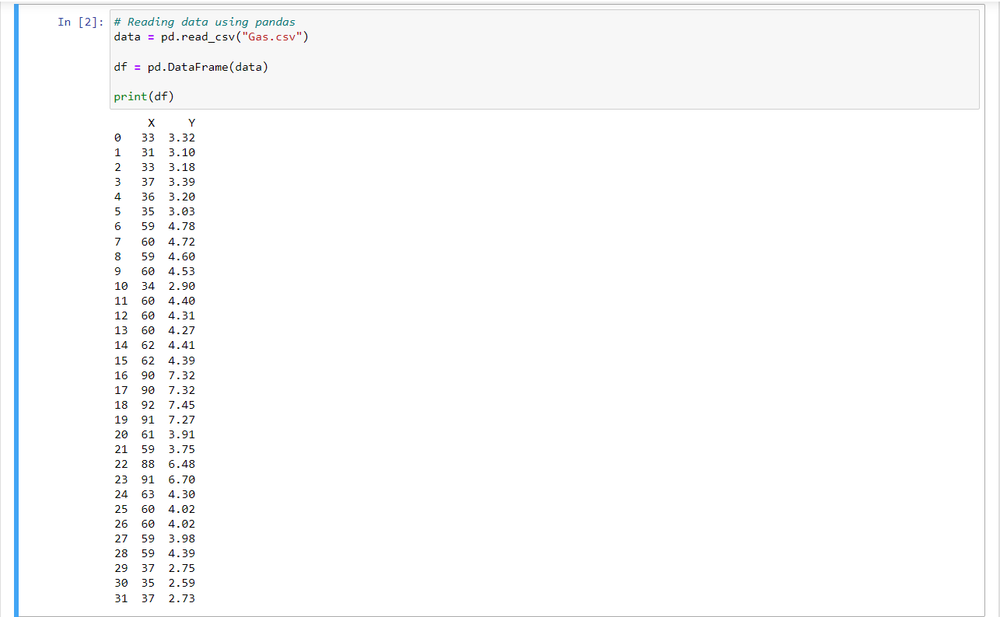 In [2]: # Reading data using pandas
data = pd.read_csv("Gas.csv")
df = pd.DataFrame(data)
print(df)
X Y
0 33 3.32
1 31 3.10
2 33 3.18
3 37 3.39
4 36 3.20
5 35 3.03
6 59 4.78
7 60 4.72
8 59 4.60
9 60 4.53
10 34 2.90
11 60 4.40
12 60 4.31
13 60 4.27
14 62 4.41
15 62 4.39
16 90 7.32
17 90 7.32
18 92 7.45
19 91 7.27
20 61 3.91
21 59 3.75
22 88 6.48
23 91 6.70
24 63 4.30
25 60 4.02
26 60 4.02
27 59 3.98
28 59 4.39
29 37 2.75
30 35 2.59
31 37 2.73